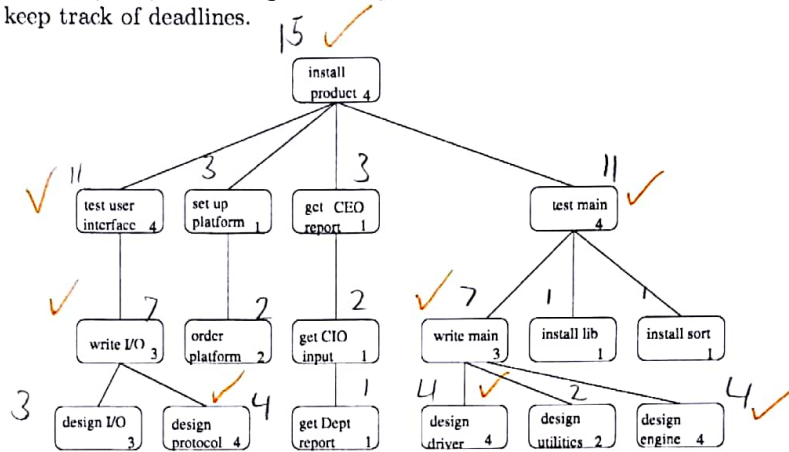 keep track of deadlines.
15
install
product 4
11
3
3
11
test user
interface 4
set up
platform 1
get CEO
report 1
test main
4
7
2
2
7
1
1
write I/O
3
order
platform 2
get CIO
input 1
write main
3
install lib
1
install sort
1
3
4
1
4
2
4
design I/O
3
design
protocol 4
get Dept
report 1
design
driver 4
design
utilities 2
design
engine 4